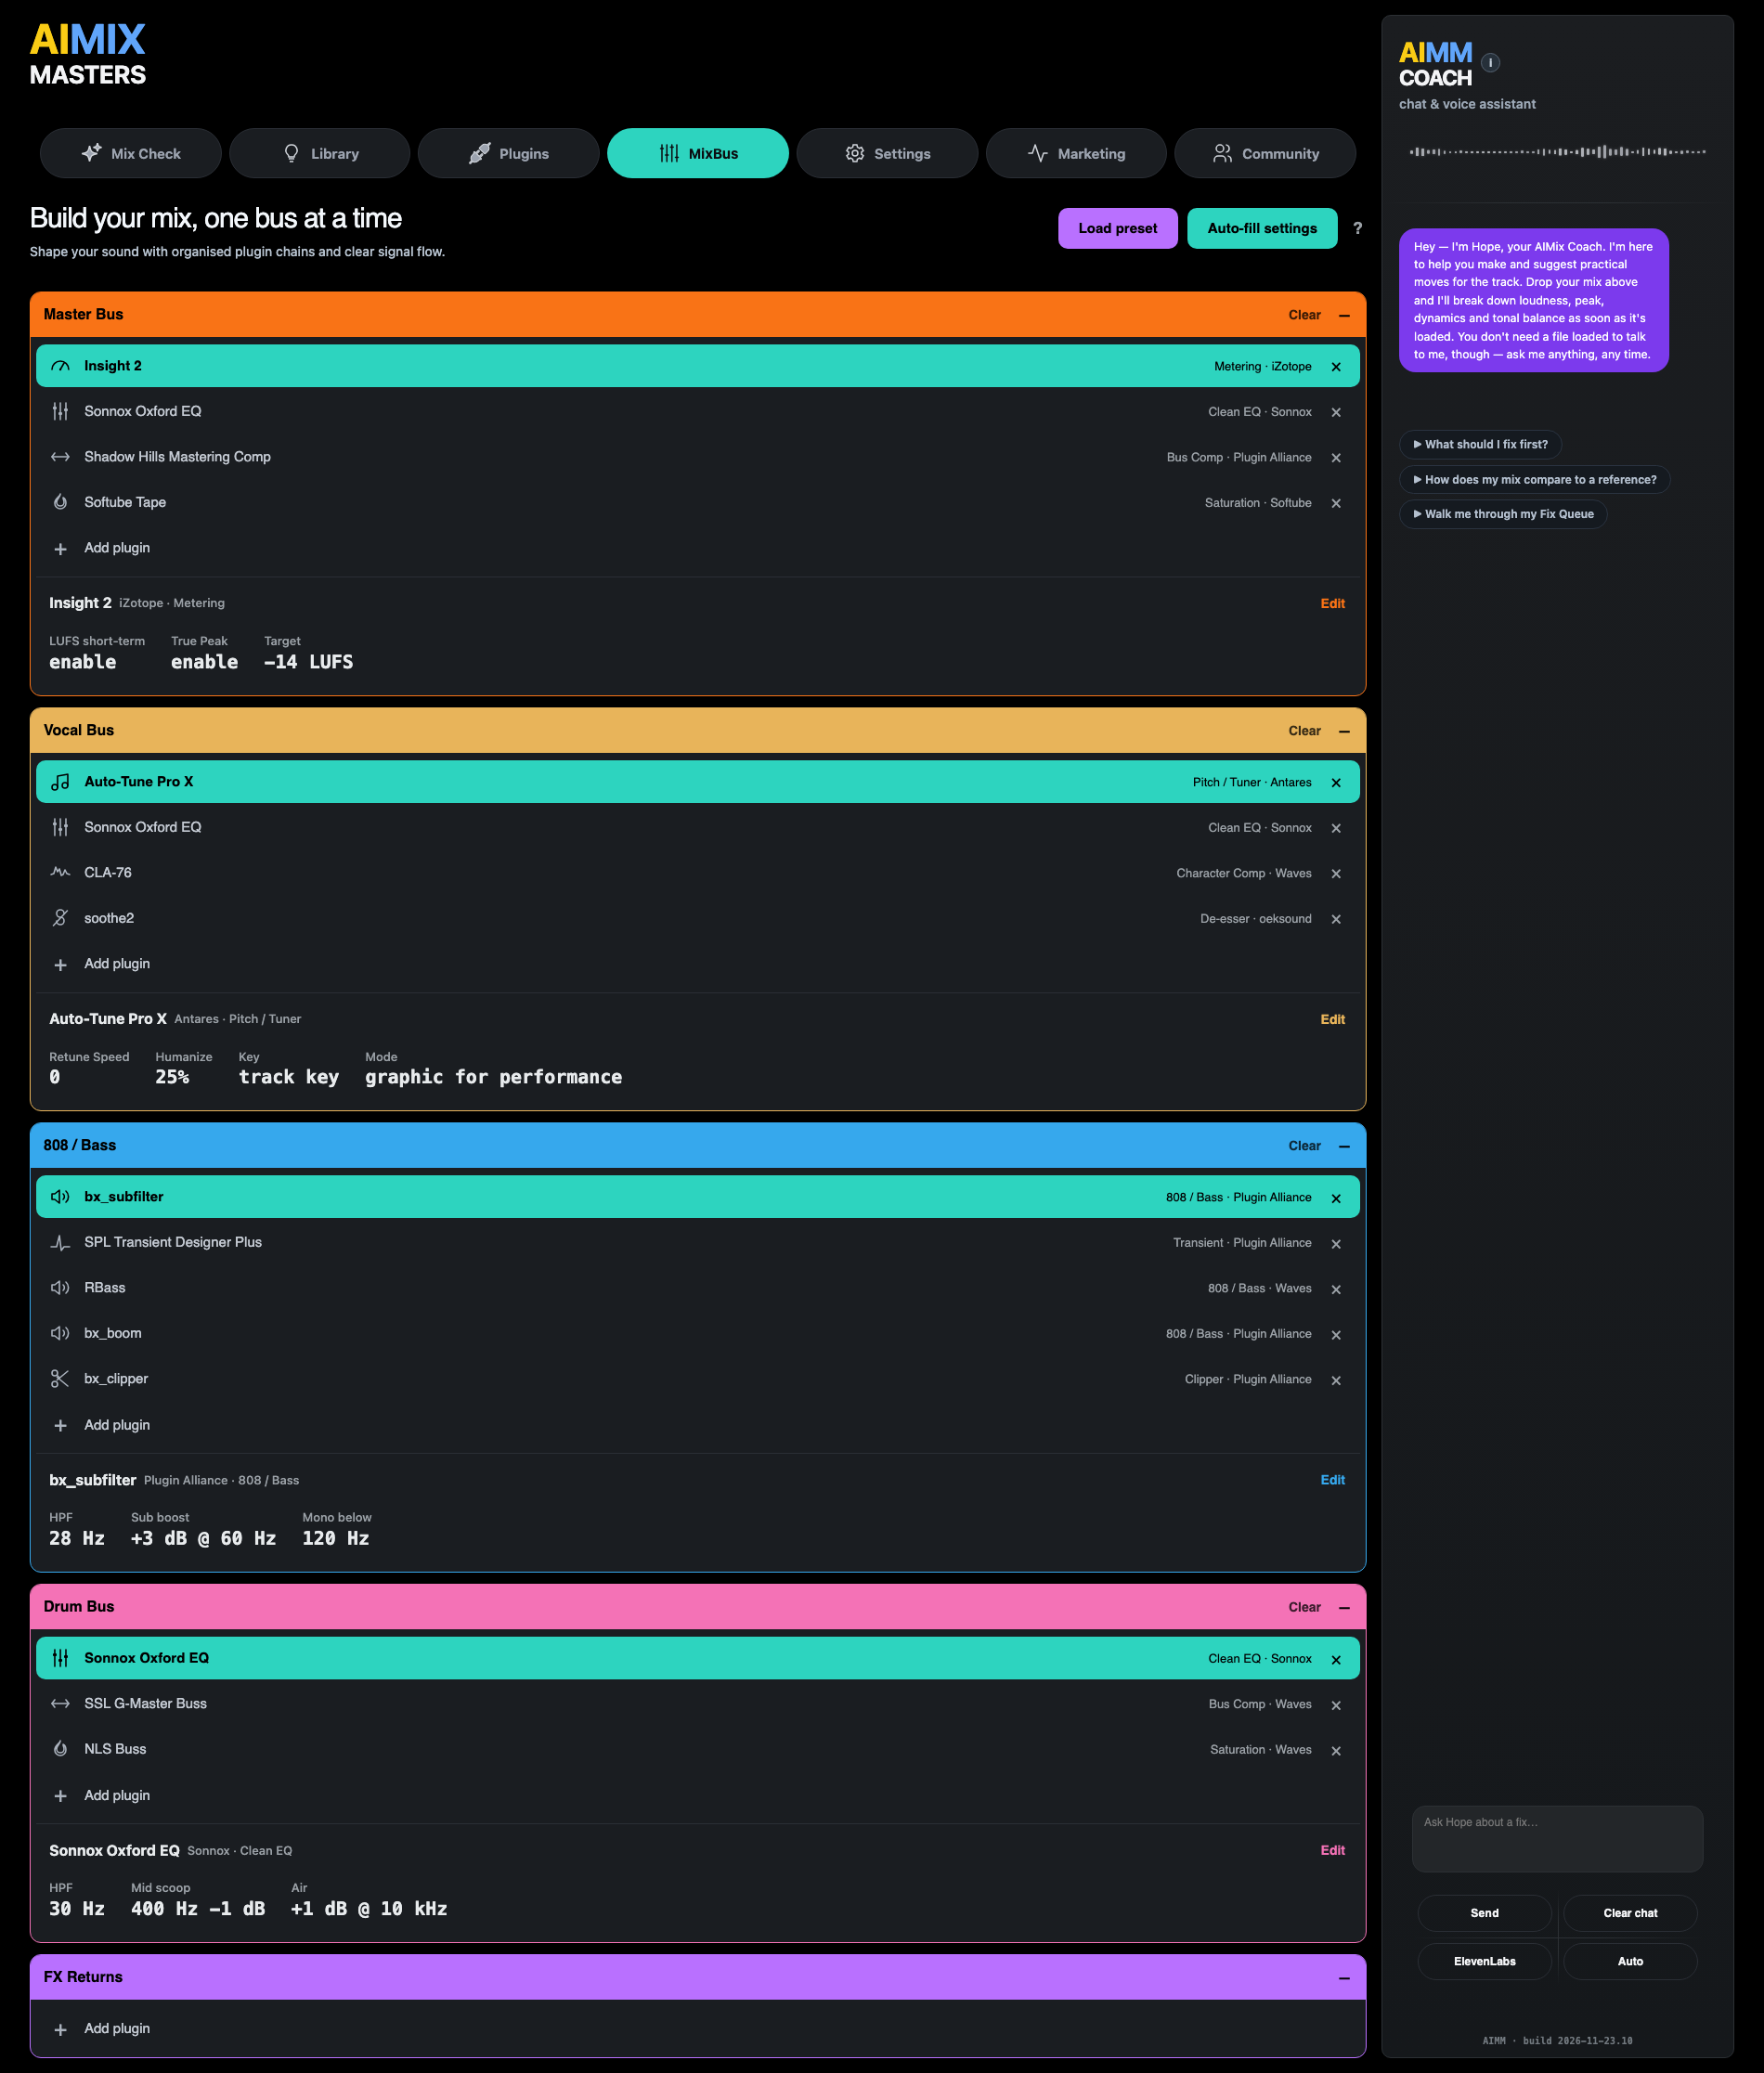 AIMIX
MASTERS
Mix Check
Library
Plugins
MixBus
Settings
Marketing
Community
Build your mix, one bus at a time
Shape your sound with organised plugin chains and clear signal flow.
Load preset
Auto-fill settings
?
Master Bus
Clear
Insight 2
Metering · iZotope
Sonnox Oxford EQ
Clean EQ · Sonnox
Shadow Hills Mastering Comp
Bus Comp · Plugin Alliance
Softube Tape
Saturation · Softube
Add plugin
Insight 2 iZotope · Metering
Edit
LUFS short-term True Peak Target
enable enable −14 LUFS
Vocal Bus
Clear
Auto-Tune Pro X
Pitch / Tuner · Antares
Sonnox Oxford EQ
Clean EQ · Sonnox
CLA-76
Character Comp · Waves
soothe2
De-esser · oeksound
Add plugin
Auto-Tune Pro X Antares · Pitch / Tuner
Edit
Retune Speed Humanize Key Mode
0 25% track key graphic for performance
808 / Bass
Clear
bx_subfilter
808 / Bass · Plugin Alliance
SPL Transient Designer Plus
Transient · Plugin Alliance
RBass
808 / Bass · Waves
bx_boom
808 / Bass · Plugin Alliance
bx_clipper
Clipper · Plugin Alliance
Add plugin
bx_subfilter Plugin Alliance · 808 / Bass
Edit
HPF Sub boost Mono below
28 Hz +3 dB @ 60 Hz 120 Hz
Drum Bus
Clear
Sonnox Oxford EQ
Clean EQ · Sonnox
SSL G-Master Buss
Bus Comp · Waves
NLS Buss
Saturation · Waves
Add plugin
Sonnox Oxford EQ Sonnox · Clean EQ
Edit
HPF Mid scoop Air
30 Hz 400 Hz −1 dB +1 dB @ 10 kHz
FX Returns
Add plugin
AIMM
COACH
i
chat & voice assistant
Hey — I'm Hope, your AIMix Coach. I'm here
to help you make and suggest practical
moves for the track. Drop your mix above
and I'll break down loudness, peak,
dynamics and tonal balance as soon as it's
loaded. You don't need a file loaded to talk
to me, though — ask me anything, any time.
What should I fix first?
How does my mix compare to a reference?
Walk me through my Fix Queue
Ask Hope about a fix…
Send
Clear chat
ElevenLabs
Auto
AIMM · build 2026−11−23.10